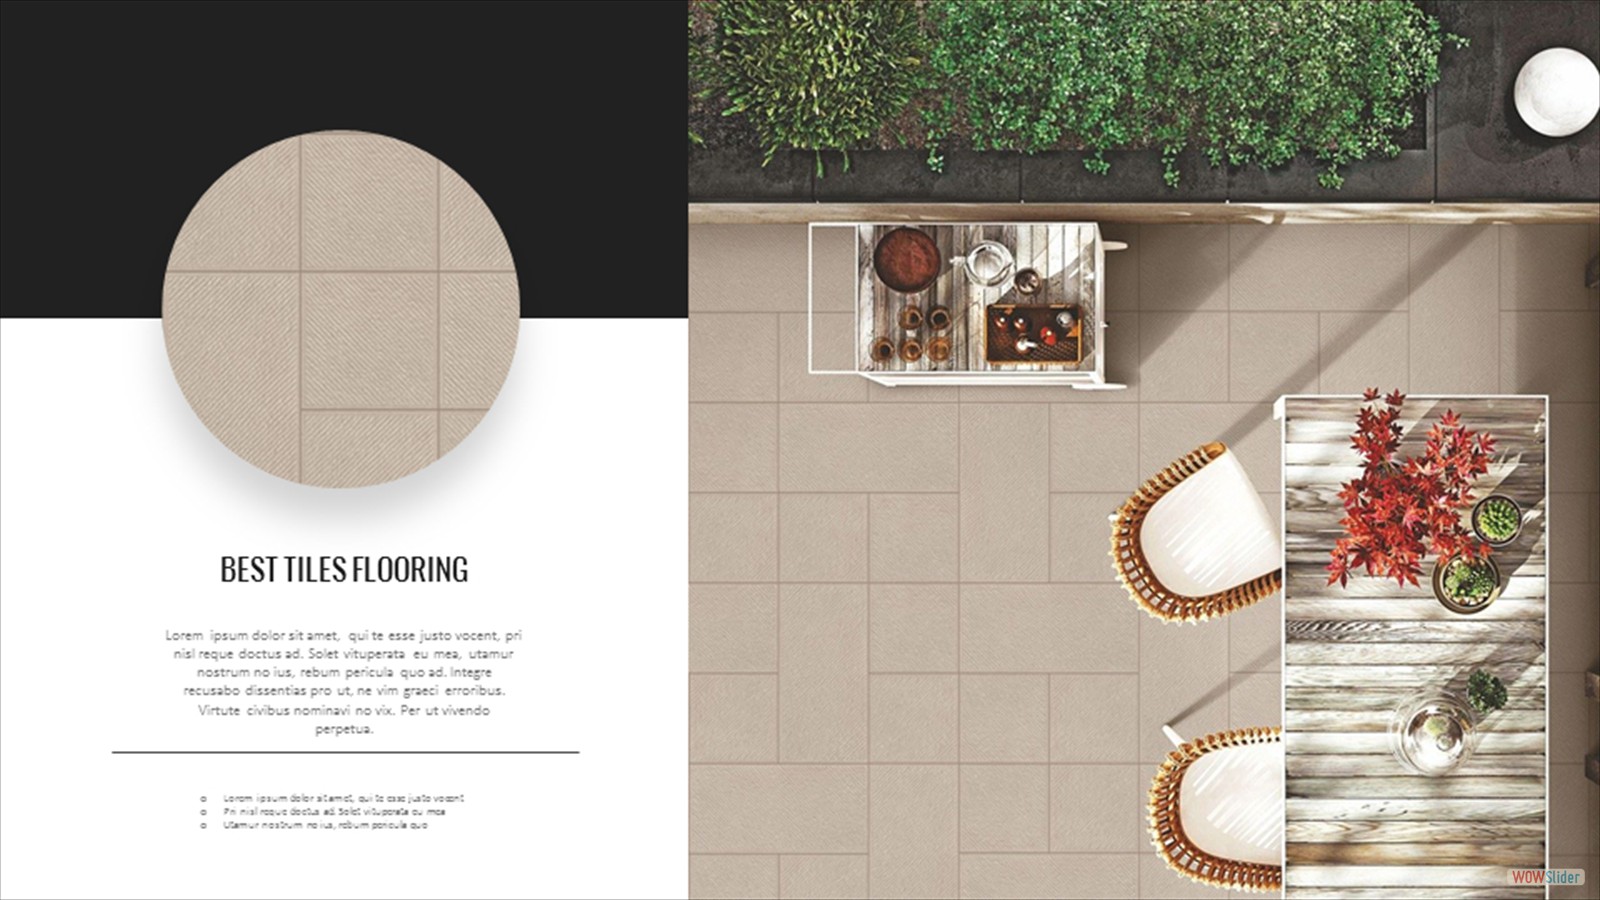 BEST TILES FLOORING
Lorem ipsum dolor sit amet, qui te esse justo vocent, pri
nisl reque doctus ad. Solet vituperata eu mea, utamur
nostrum no ius, rebum pericula quo ad. Integre
recusabo dissentias pro ut, ne vim graeci erroribus.
Virtute civibus nominavi no vix. Per ut vivendo
perpetua.
Lorem ipsum dolor sit amet, qui te esse justo vocent
Pri nisl reque doctus ad. Solet vituperata eu mea
Utamur nostrum no ius, rebum pericula quo
WOWSlider